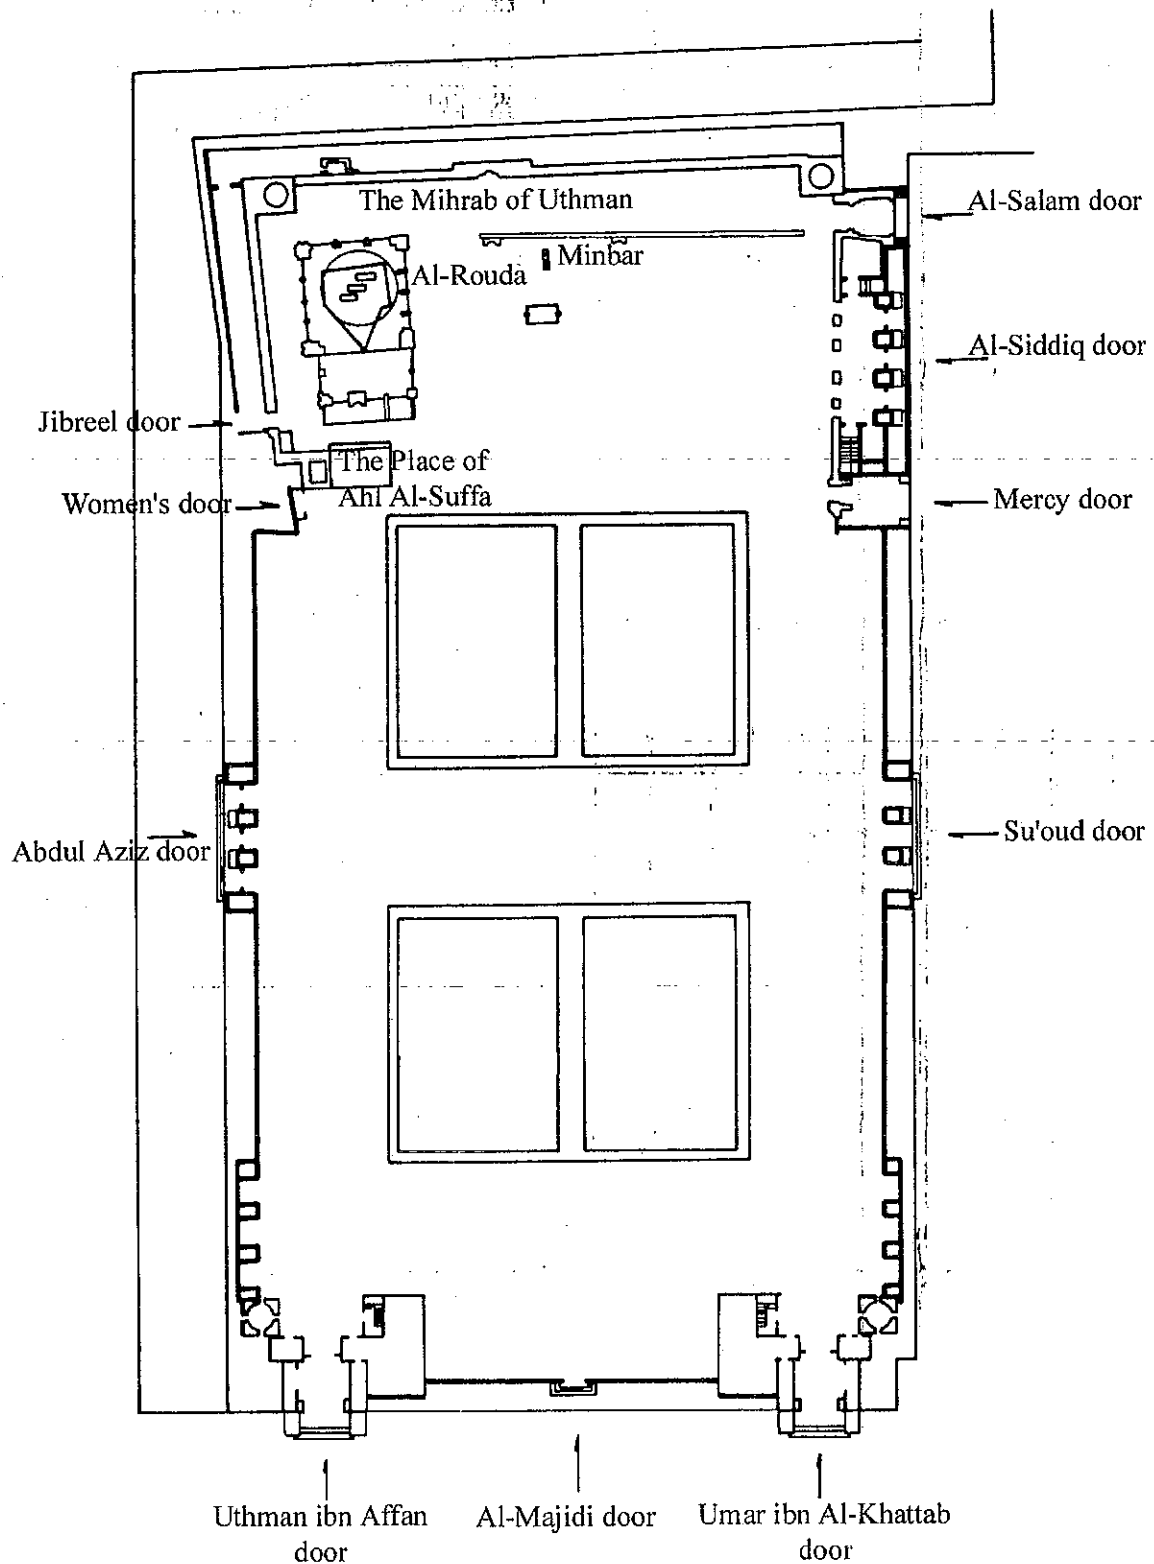 The Mihrab of Uthman
Al-Salam door
Minbar
Al-Rouda
Al-Siddiq door
Jibreel door
The Place of
Ahl Al-Suffa
Women's door
Mercy door
Abdul Aziz door
Su'oud door
Uthman ibn Affan
door
Al-Majidi door
Umar ibn Al-Khattab
door